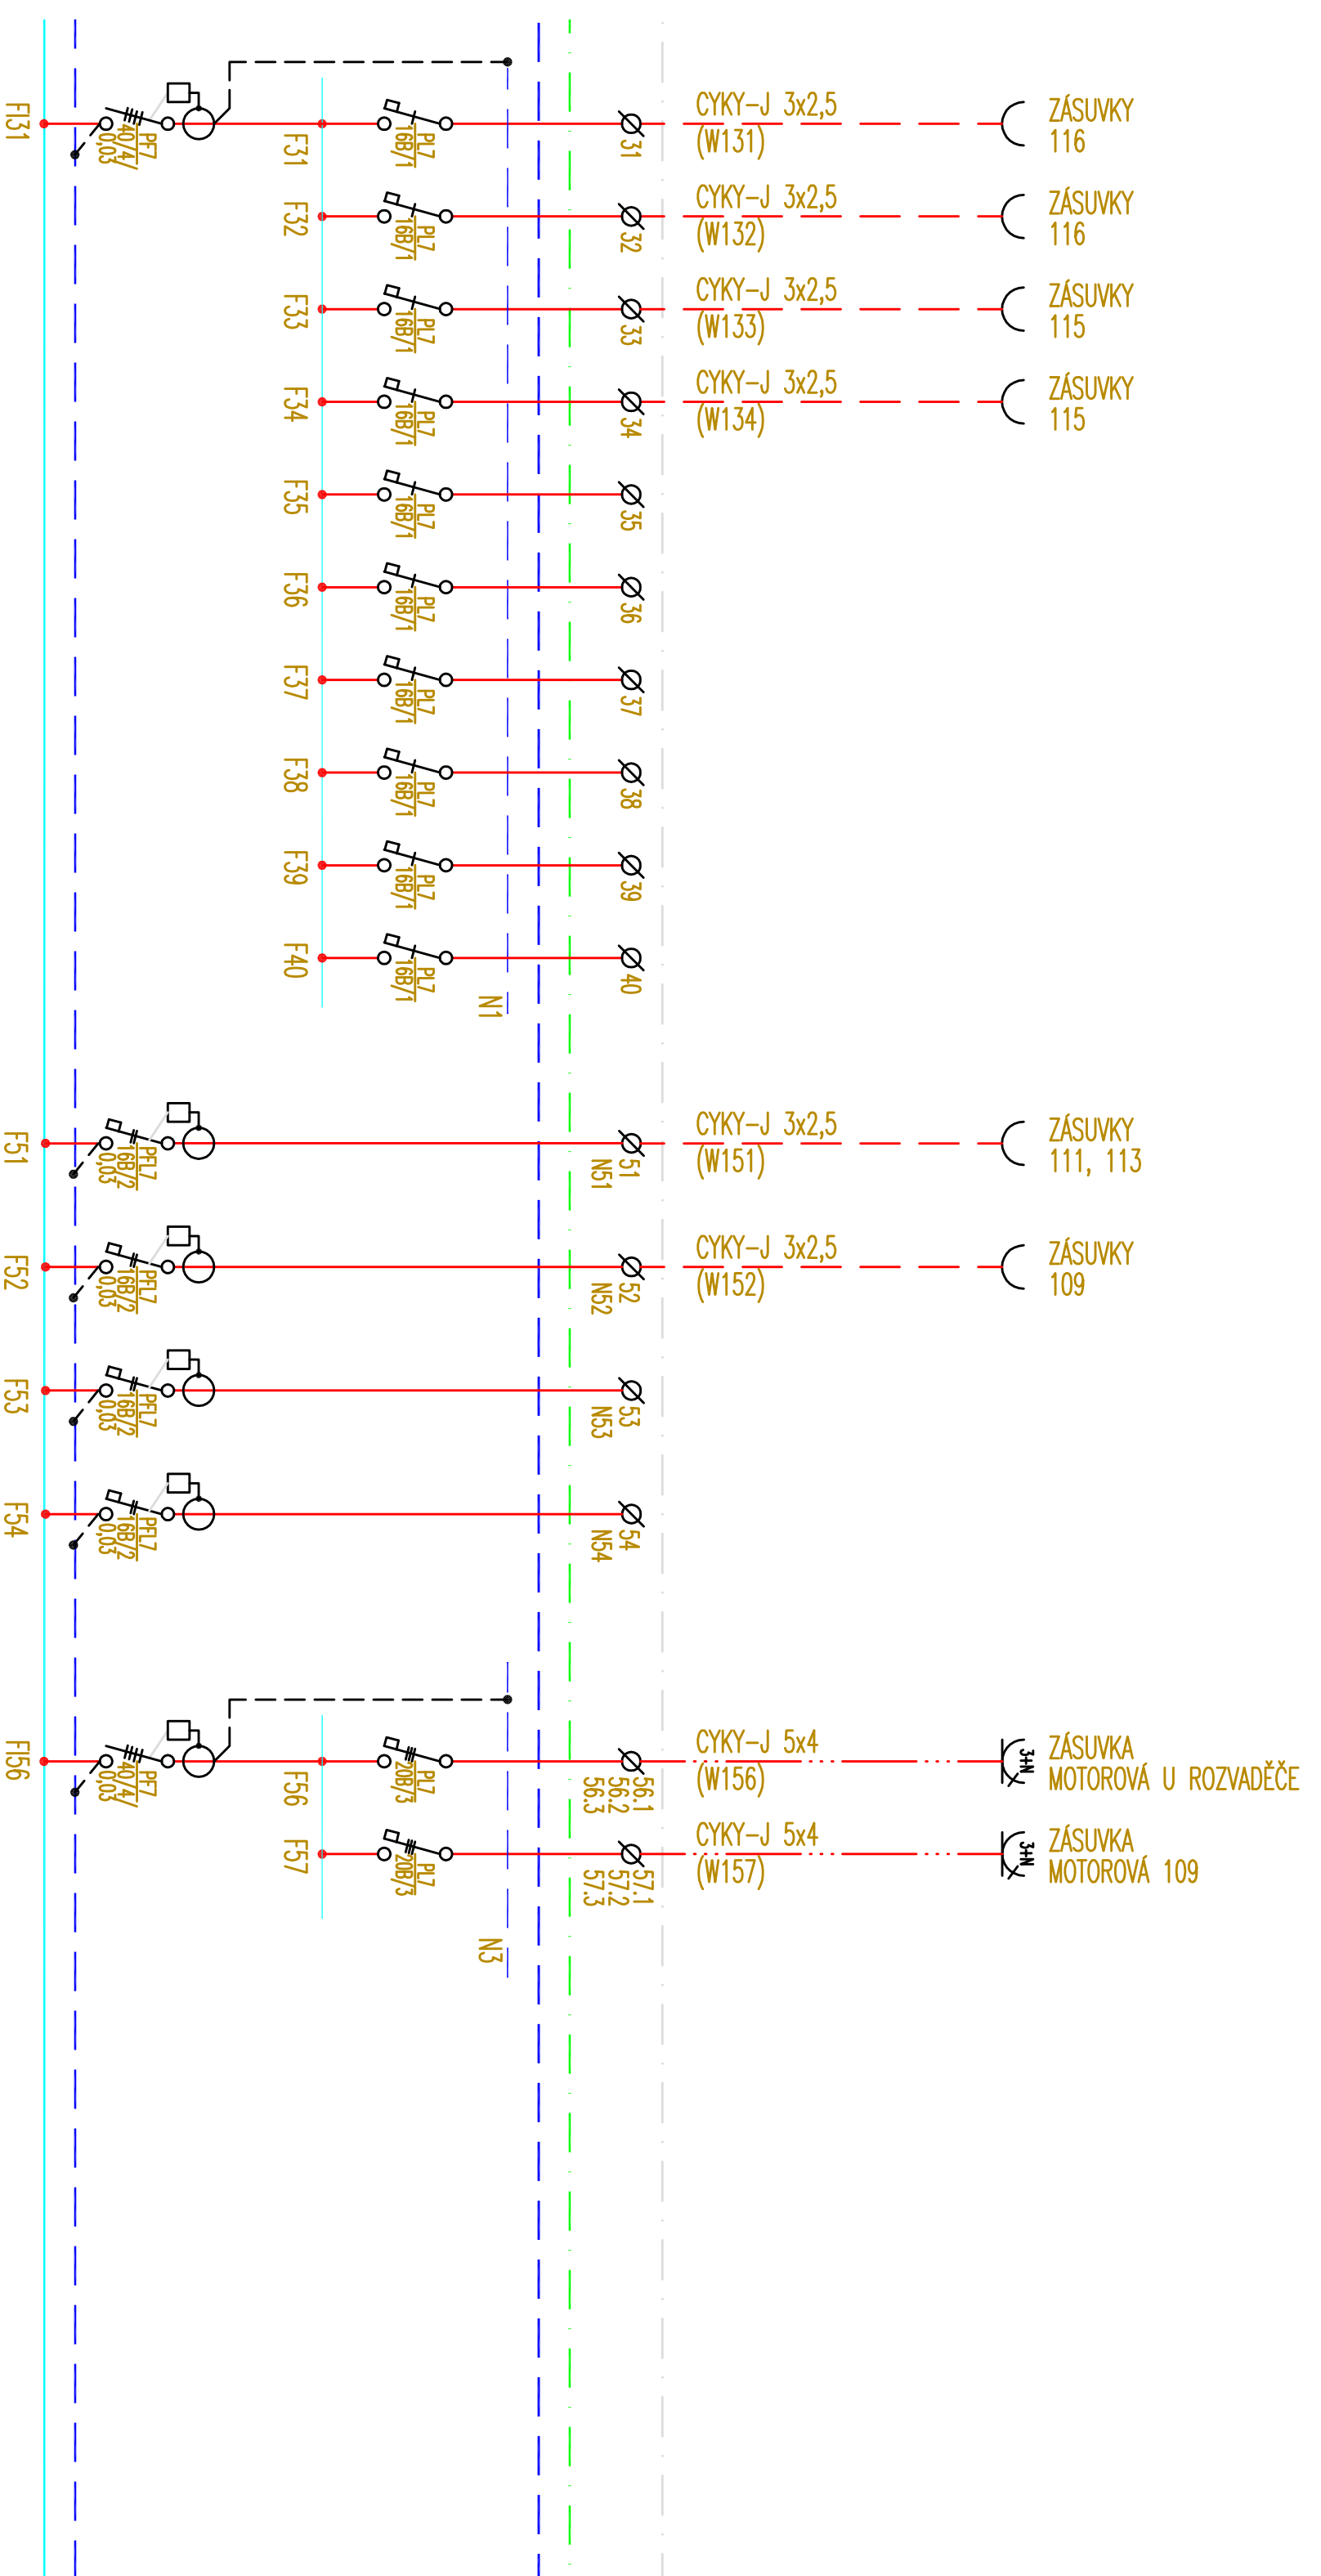 FI31
PF7
40/4/
0,03
F31
PL7
16B/1
31
CYKY-J 3x2,5
(W131)
ZÁSUVKY
116
F32
PL7
16B/1
32
CYKY-J 3x2,5
(W132)
ZÁSUVKY
116
F33
PL7
16B/1
33
CYKY-J 3x2,5
(W133)
ZÁSUVKY
115
F34
PL7
16B/1
34
CYKY-J 3x2,5
(W134)
ZÁSUVKY
115
F35
PL7
16B/1
35
F36
PL7
16B/1
36
F37
PL7
16B/1
37
F38
PL7
16B/1
38
F39
PL7
16B/1
39
F40
PL7
16B/1
40
N1
F51
PFL7
16B/2
0,03
51
N51
CYKY-J 3x2,5
(W151)
ZÁSUVKY
111, 113
F52
PFL7
16B/2
0,03
52
N52
CYKY-J 3x2,5
(W152)
ZÁSUVKY
109
F53
PFL7
16B/2
0,03
53
N53
F54
PFL7
16B/2
0,03
54
N54
FI56
PF7
40/4/
0,03
F56
PL7
20B/3
56.1
56.2
56.3
CYKY-J 5x4
(W156)
3+N
ZÁSUVKA
MOTOROVÁ U ROZVADĚČE
F57
PL7
20B/3
57.1
57.2
57.3
CYKY-J 5x4
(W157)
3+N
ZÁSUVKA
MOTOROVÁ 109
N3